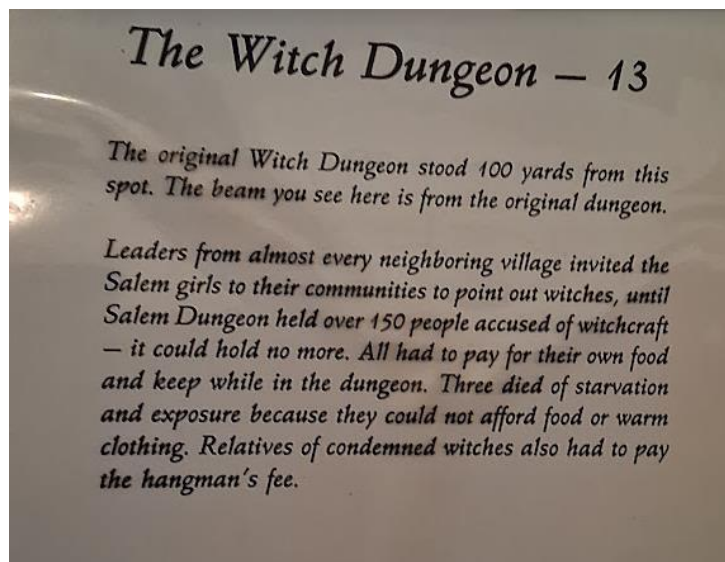 The Witch Dungeon — 13
The original Witch Dungeon stood 100 yards from this
spot. The beam you see here is from the original dungeon.
Leaders from almost every neighboring village invited the
Salem girls to their communities to point out witches, until
Salem Dungeon held over 150 people accused of witchcraft
— it could hold no more. All had to pay for their own food
and keep while in the dungeon. Three died of starvation
and exposure because they could not afford food or warm
clothing. Relatives of condemned witches also had to pay
the hangman's fee.